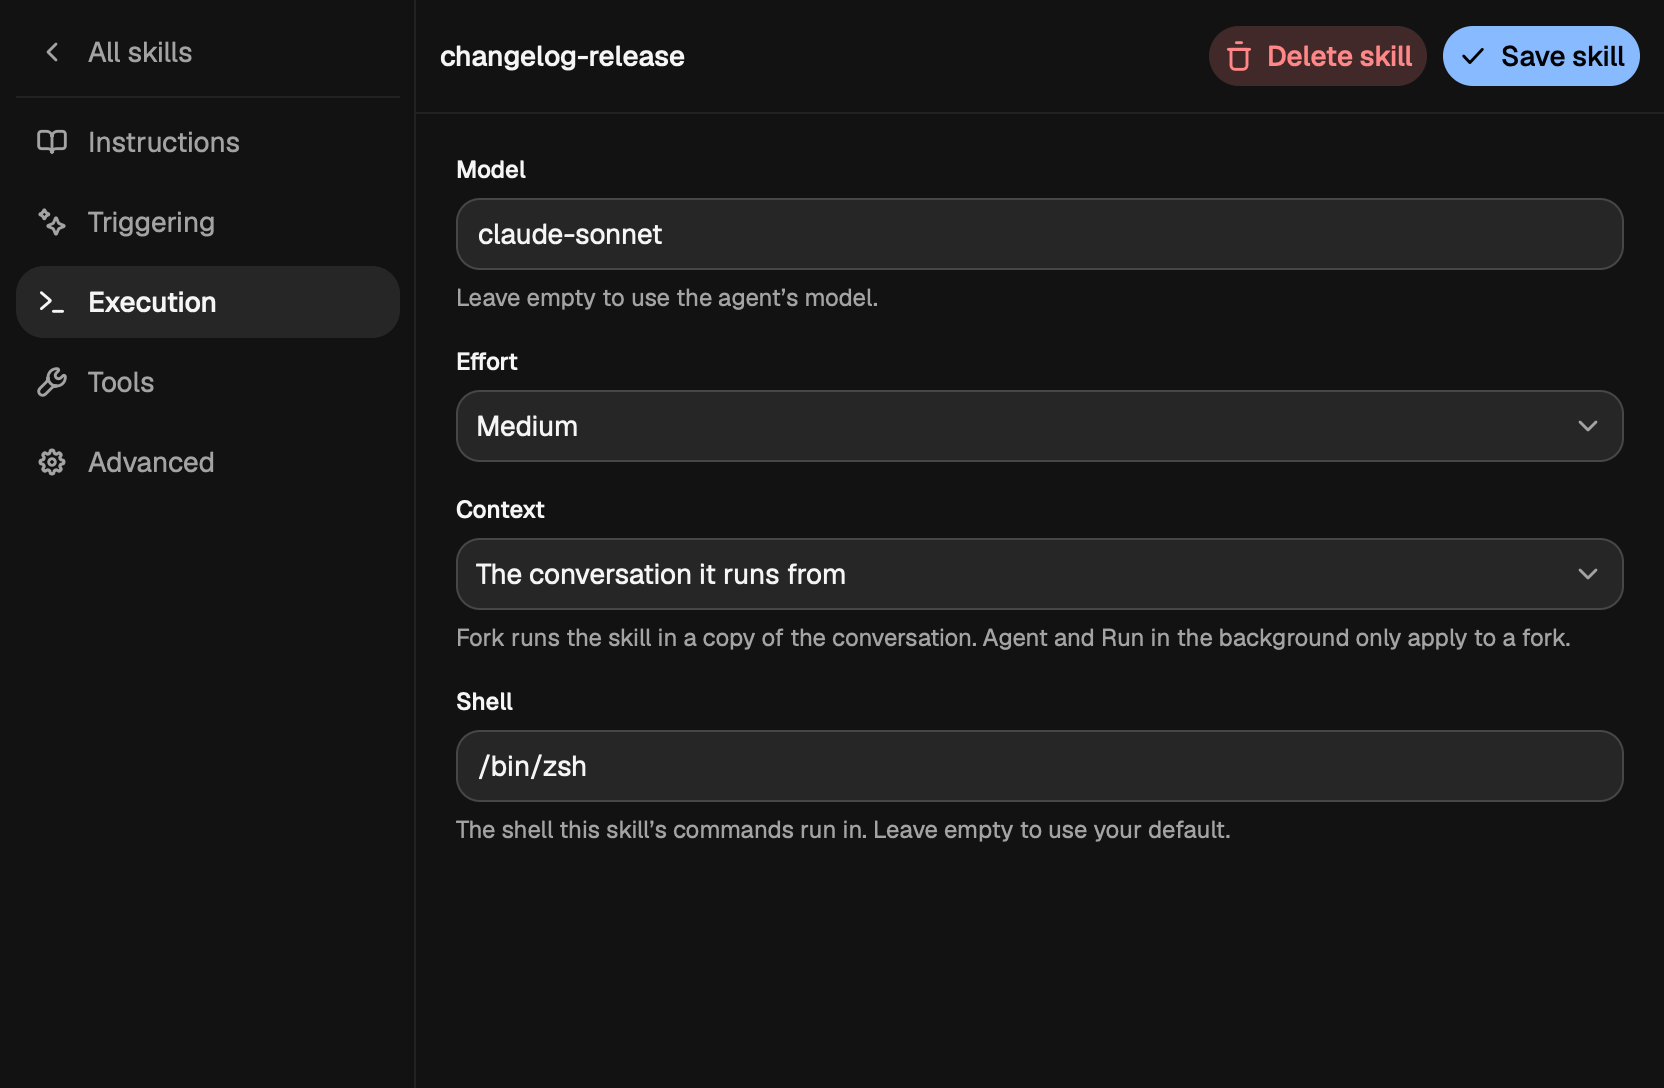 All skills
Instructions
Triggering
Execution
Tools
Advanced
changelog-release
Delete skill
Save skill
Model
claude-sonnet
Leave empty to use the agent’s model.
Effort
Medium
Context
The conversation it runs from
Fork runs the skill in a copy of the conversation. Agent and Run in the background only apply to a fork.
Shell
/bin/zsh
The shell this skill’s commands run in. Leave empty to use your default.